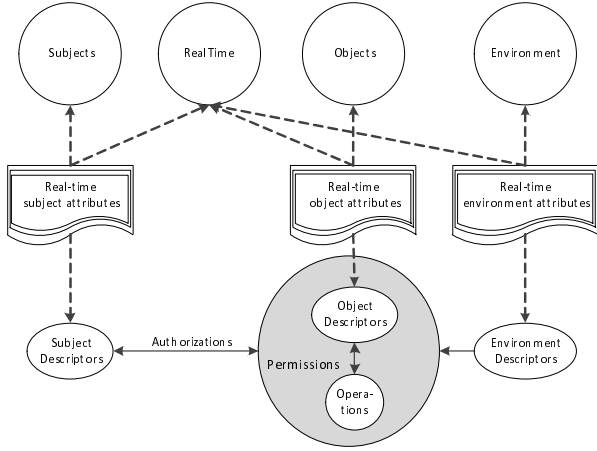 Subjects
RealTime
Objects
Environment
Real-time
subject attributes
Real-time
object attributes
Real-time
environment attributes
Object
Descriptors
Subject
Descriptors
Authorizations
Permissions
Environment
Descriptors
Opera-
tions